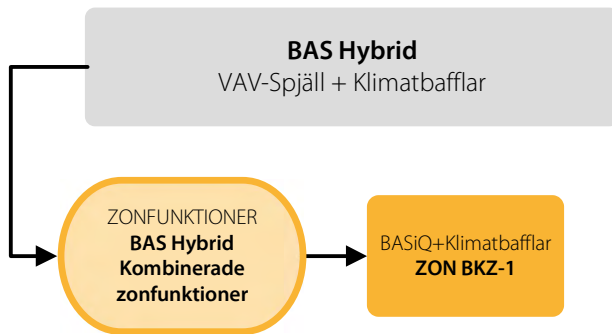 BAS Hybrid
VAV-Spjäll + Klimatbafflar
ZONFUNKTIONER
BAS Hybrid
Kombinerade
zonfunktioner
BASiQ+Klimatbafflar
ZON BKZ-1